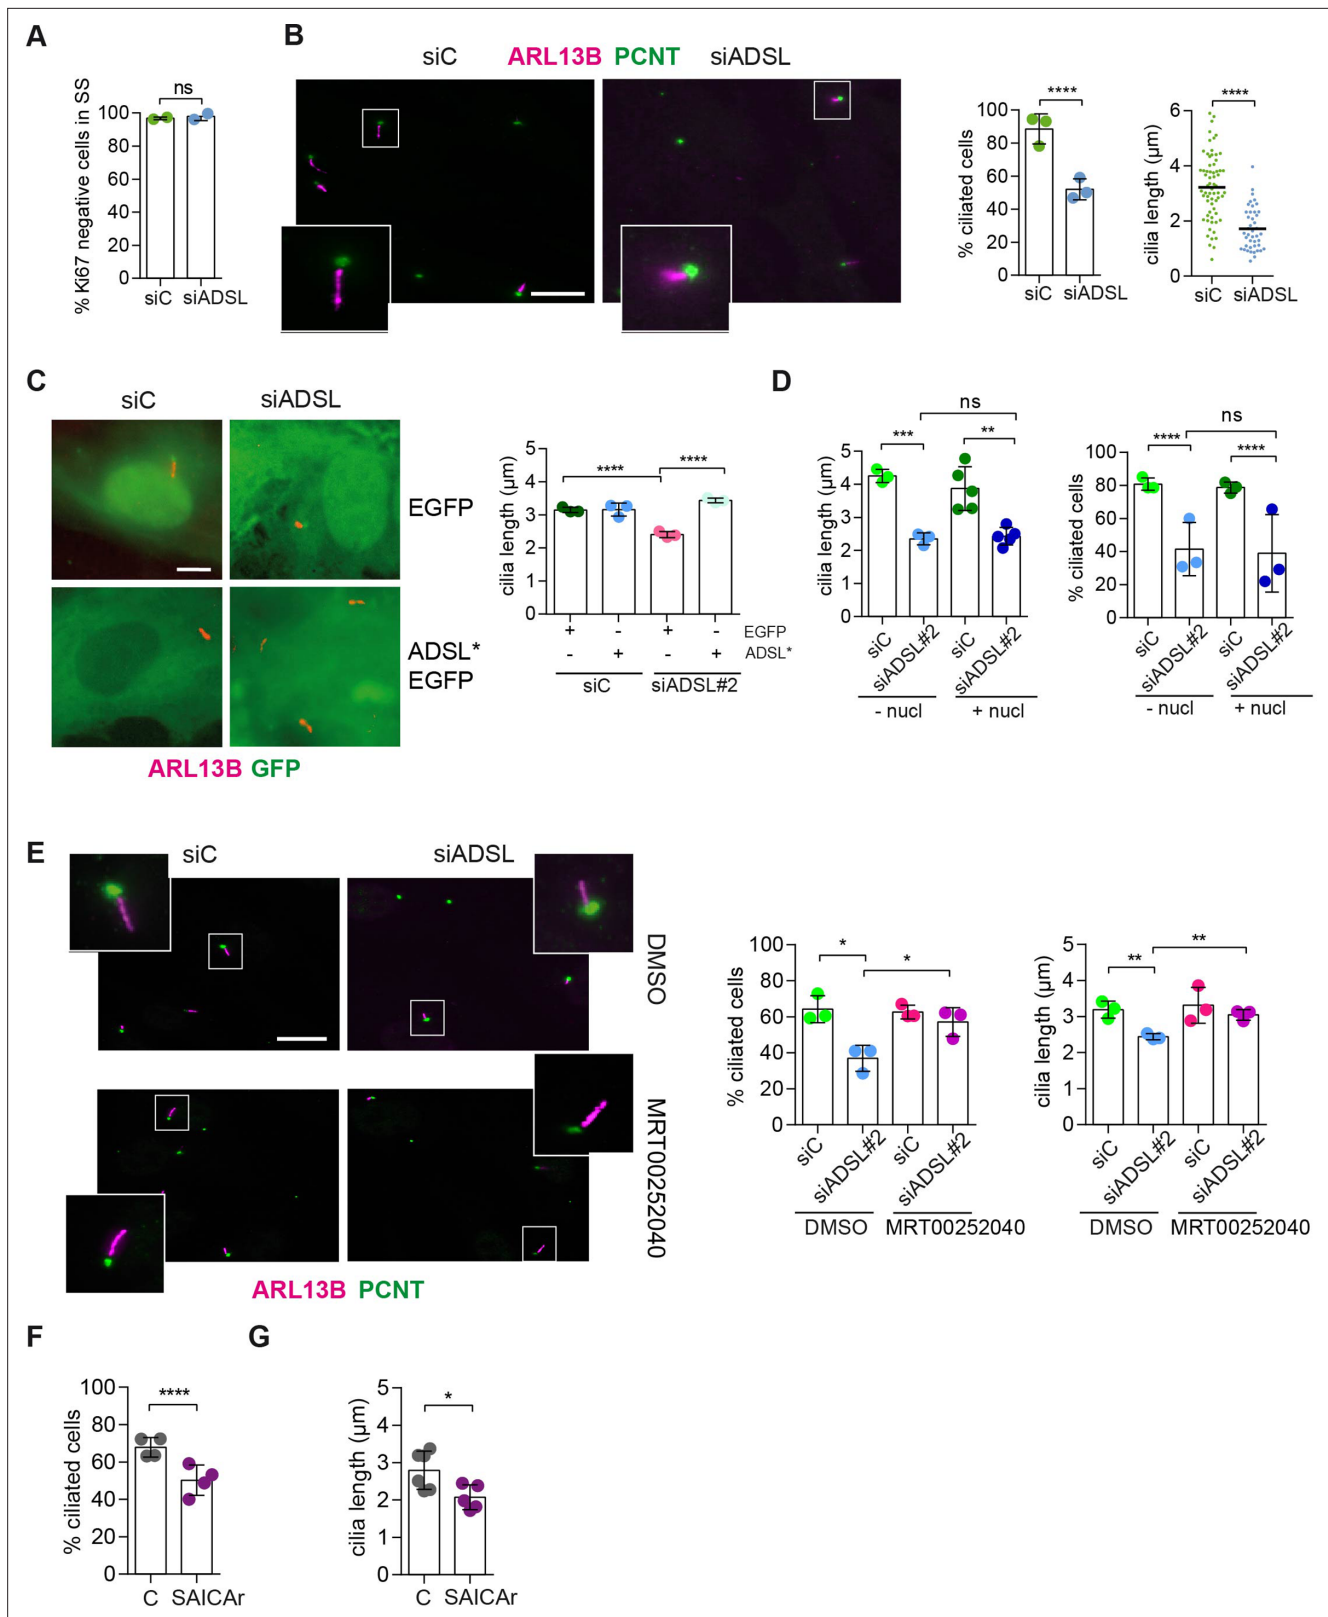 A
% Ki67 negative cells in SS
ns
100
80
60
40
20
0
siC siADSL
B
siC ARL13B PCNT siADSL
% ciliated cells
****
100
80
60
40
20
0
siC siADSL
cilia length (µm)
****
6
4
2
0
siC siADSL
C
siC siADSL
EGFP
ADSL*
EGFP
ARL13B GFP
cilia length (µm)
**** ****
5
4
3
2
1
0
+ - + - EGFP
- + - + ADSL*
siC siADSL#2
D
cilia length (µm)
ns
*** **
5
4
3
2
1
0
siC siADSL#2 siC siADSL#2
- nucl + nucl
% ciliated cells
ns
**** ****
100
80
60
40
20
0
siC siADSL#2 siC siADSL#2
- nucl + nucl
E
siC siADSL
DMSO
MRT00252040
ARL13B PCNT
% ciliated cells
* *
100
80
60
40
20
0
siC siADSL#2 siC siADSL#2
DMSO MRT00252040
cilia length (µm)
** **
5
4
3
2
1
0
siC siADSL#2 siC siADSL#2
DMSO MRT00252040
F
% ciliated cells
****
100
80
60
40
20
0
C SAICAr
G
cilia length (µm)
*
5
4
3
2
1
0
C SAICAr